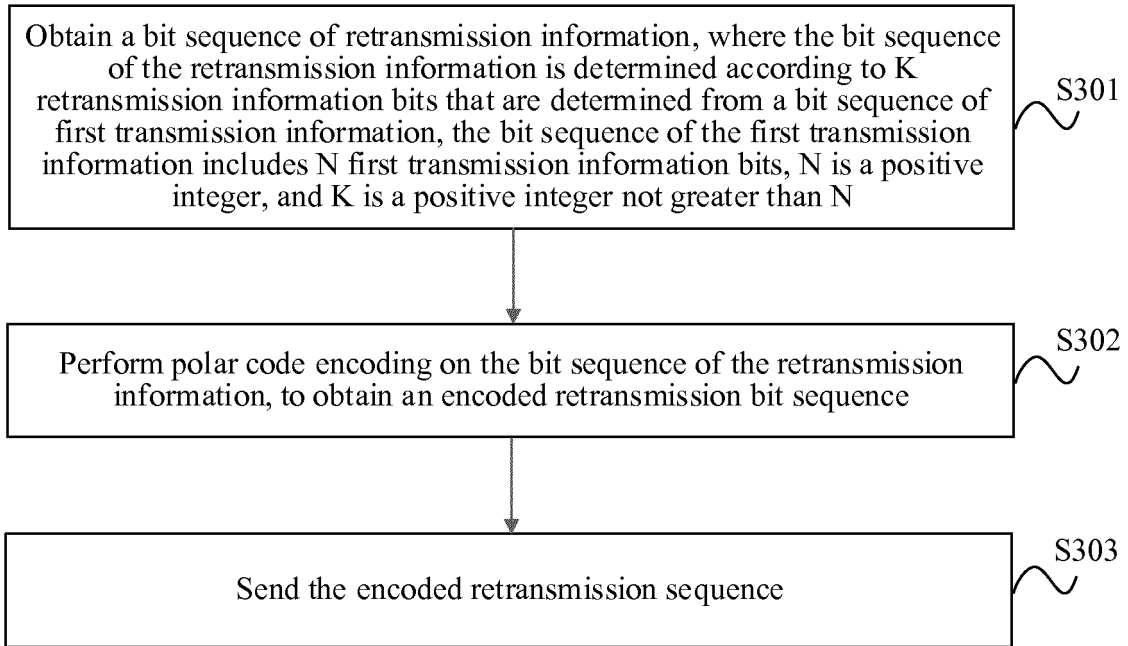 Obtain a bit sequence of retransmission information, where the bit sequence
of the retransmission information is determined according to K
retransmission information bits that are determined from a bit sequence of
first transmission information, the bit sequence of the first transmission
information includes N first transmission information bits, N is a positive
integer, and K is a positive integer not greater than N
S301
Perform polar code encoding on the bit sequence of the retransmission
information, to obtain an encoded retransmission bit sequence
S302
Send the encoded retransmission sequence
S303